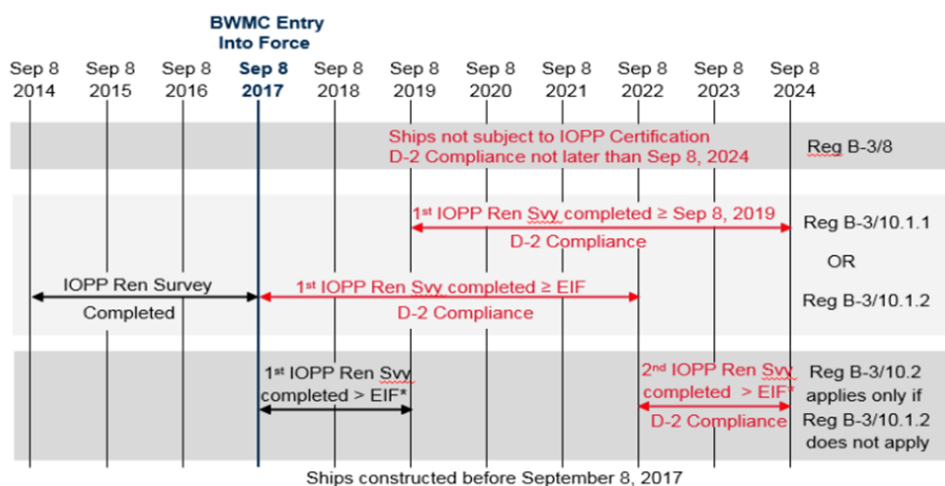 BWMC Entry
Into Force
Sep 8 Sep 8 Sep 8 Sep 8 Sep 8 Sep 8 Sep 8 Sep 8 Sep 8 Sep 8 Sep 8
2014 2015 2016 2017 2018 2019 2020 2021 2022 2023 2024
Ships not subject to IOPP Certification
D-2 Compliance not later than Sep 8, 2024
Reg B-3/8
1st IOPP Ren Svy completed ≥ Sep 8, 2019
D-2 Compliance
Reg B-3/10.1.1
OR
Reg B-3/10.1.2
IOPP Ren Survey
Completed
1st IOPP Ren Svy completed ≥ EIF
D-2 Compliance
1st IOPP Ren Svy
completed > EIF*
2nd IOPP Ren Svy
completed > EIF*
D-2 Compliance
Reg B-3/10.2
applies only if
Reg B-3/10.1.2
does not apply
Ships constructed before September 8, 2017